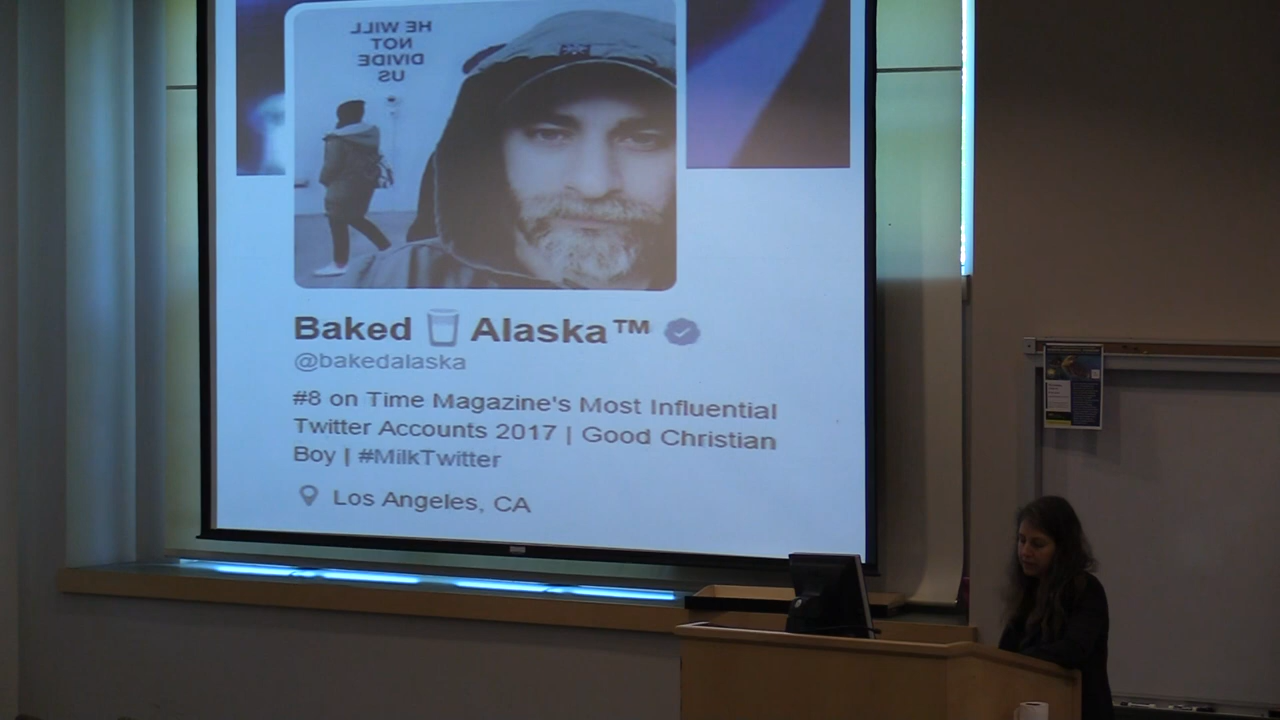 HE WILL
NOT
DIVIDE
US
Baked Alaska™
@bakedalaska
#8 on Time Magazine's Most Influential
Twitter Accounts 2017 | Good Christian
Boy | #MilkTwitter
Los Angeles, CA